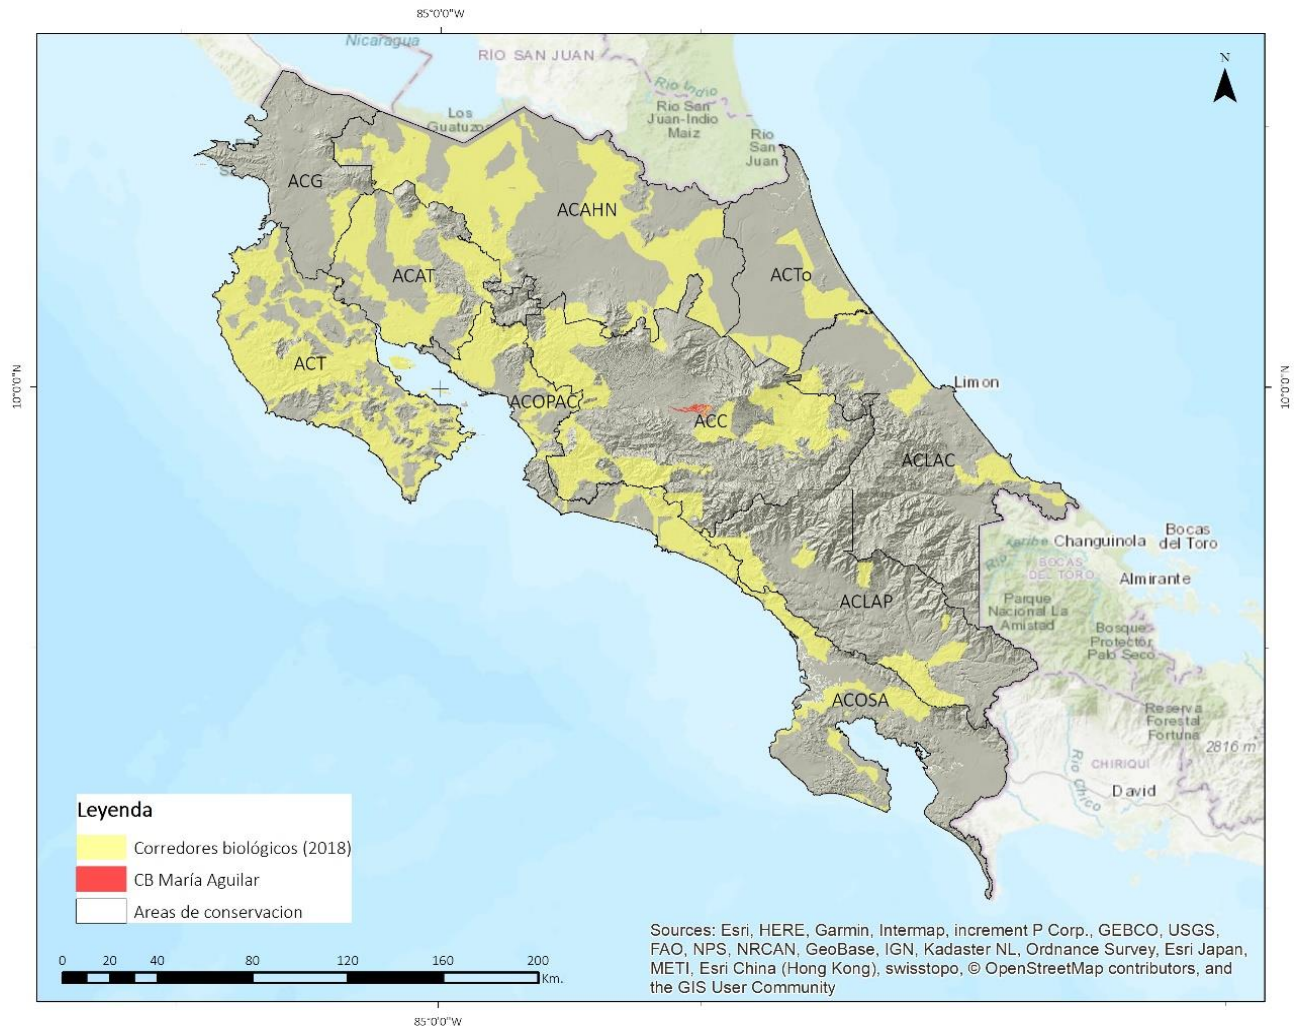 85°0'0"W
Nicaragua
RÍO SAN JUAN
N
Río Indio
Los
Guatuzo
Rio San
Juan-Indio
Maiz
Rio
San
Juan
ACG
ACAHN
ACTo
ACAT
ACT
10°0'0"N
10°0'0"N
Limon
ACOPAC
ACC
ACLAC
Changuinola
Bocas
del Toro
BOCAS
DEL TORO
Almirante
Parque
Nacional La
Amistad
ACLAP
Bosque
Protector
Palo Seco
ACOSA
Reserva
Forestal
Fortuna
2816 m
CHIRIQUÍ
Río Chico
David
Leyenda
Corredores biológicos (2018)
CB María Aguilar
Areas de conservacion
0 20 40 80 120 160 200
Km.
Sources: Esri, HERE, Garmin, Intermap, increment P Corp., GEBCO, USGS,
FAO, NPS, NRCAN, GeoBase, IGN, Kadaster NL, Ordnance Survey, Esri Japan,
METI, Esri China (Hong Kong), swisstopo, © OpenStreetMap contributors, and
the GIS User Community
85°0'0"W